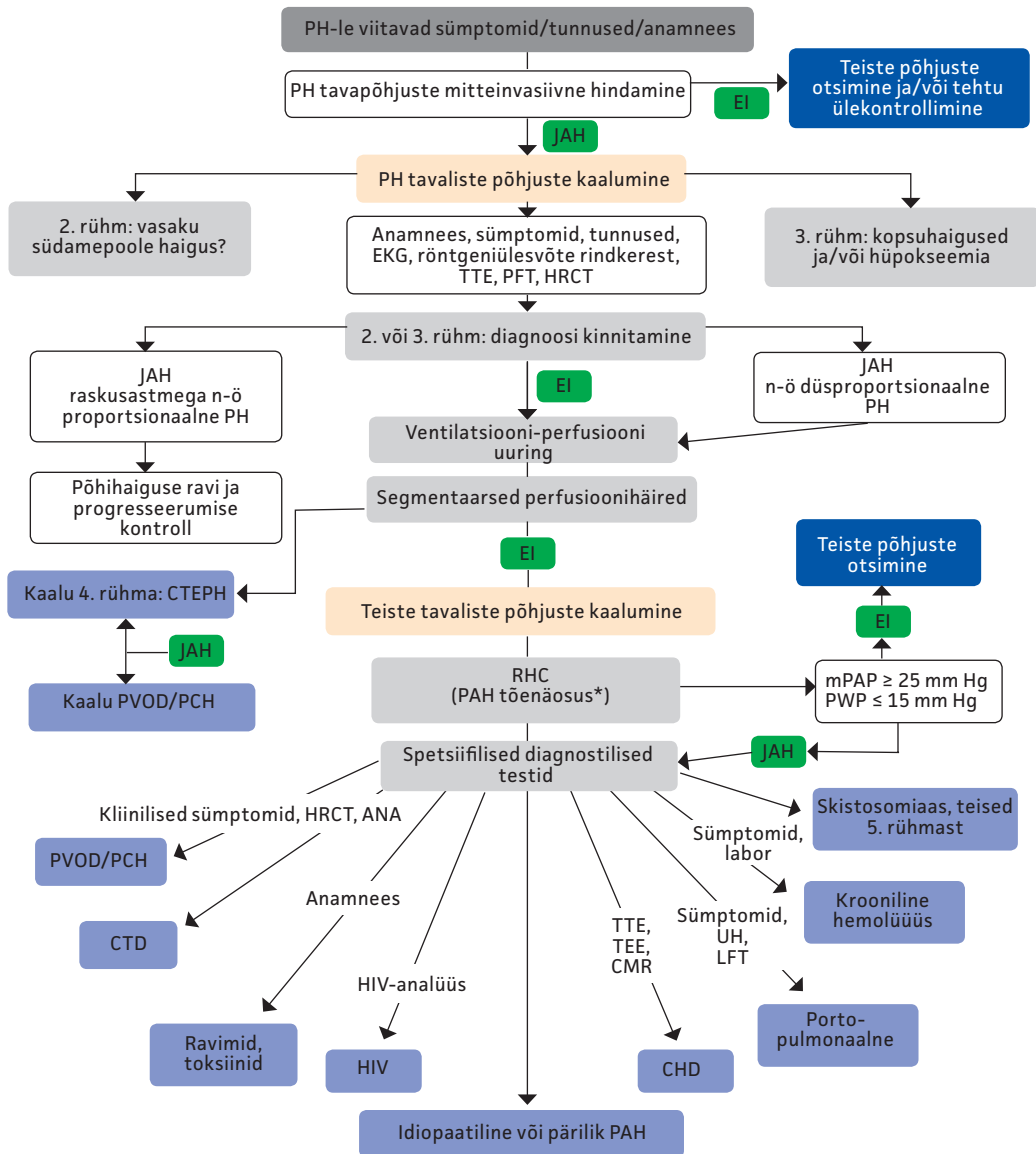 PH-le viitavad sümptomid/tunnused/anamnees
PH tavapõhjuste mitteinvasiivne hindamine
EI
Teiste põhjuste
otsimine ja/või tehtu
ülekontrollimine
JAH
PH tavaliste põhjuste kaalumine
2. rühm: vasaku
südamepoole haigus?
Anamnees, sümptomid, tunnused,
EKG, röntgeniülesvõte rindkerest,
TTE, PFT, HRCT
3. rühm: kopsuhaigused
ja/või hüpokseemia
2. või 3. rühm: diagnoosi kinnitamine
JAH
raskusastmega n-ö
proportsionaalne PH
EI
JAH
n-ö düsproportsionaalne
PH
Ventilatsiooni-perfusiooni
uuring
Põhihaiguse ravi ja
progresseerumise
kontroll
Segmentaarsed perfusioonihäired
EI
Teiste põhjuste
otsimine
Kaalu 4. rühma: CTEPH
Teiste tavaliste põhjuste kaalumine
EI
JAH
Kaalu PVOD/PCH
RHC
(PAH tõenäosus*)
mPAP ≥ 25 mm Hg
PWP ≤ 15 mm Hg
JAH
Spetsiifilised diagnostilised
testid
Kliinilised sümptomid, HRCT, ANA
Skistosomiaas, teised
5. rühmast
Sümptomid,
labor
PVOD/PCH
Anamnees
Krooniline
hemolüüüs
CTD
TTE,
TEE,
CMR
Sümptomid,
UH,
LFT
HIV-analüüs
Porto-
pulmonaalne
Ravimid,
toksiinid
HIV
CHD
Idiopaatiline või pärilik PAH